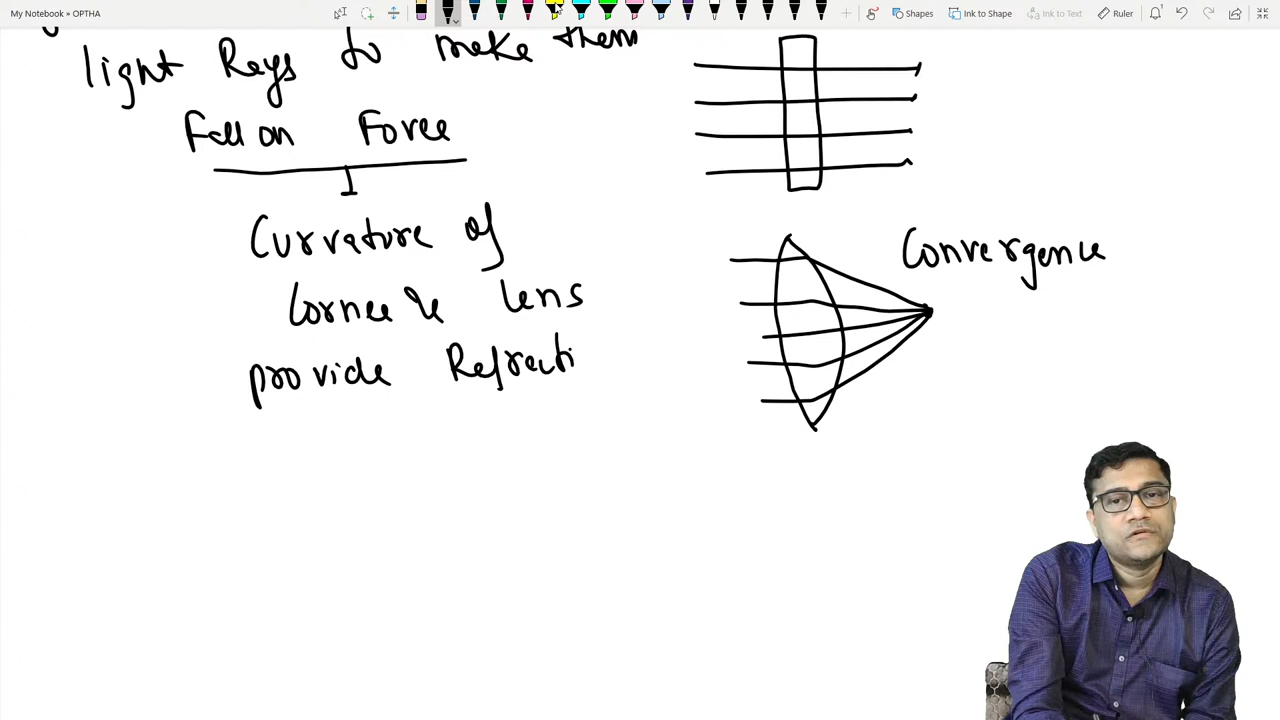 My Notebook » OPTHA
Shapes
Ink to Shape
Ink to Text
Ruler
light Rays to make them
Fall on Fovea
Curvature of
Cornea & lens
provide Refracti
Convergence